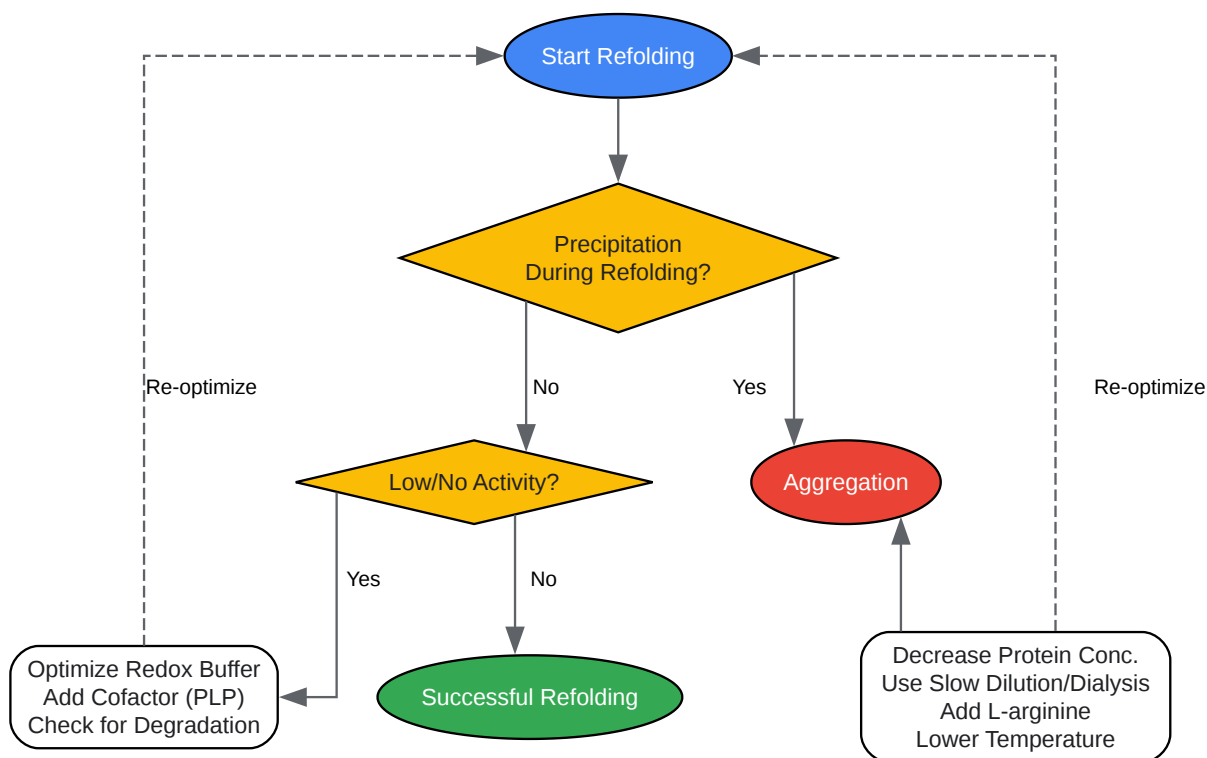 Start Refolding
Precipitation
During Refolding?
Re-optimize
No
Yes
Re-optimize
Low/No Activity?
Aggregation
Yes
No
Optimize Redox Buffer
Add Cofactor (PLP)
Check for Degradation
Successful Refolding
Decrease Protein Conc.
Use Slow Dilution/Dialysis
Add L-arginine
Lower Temperature